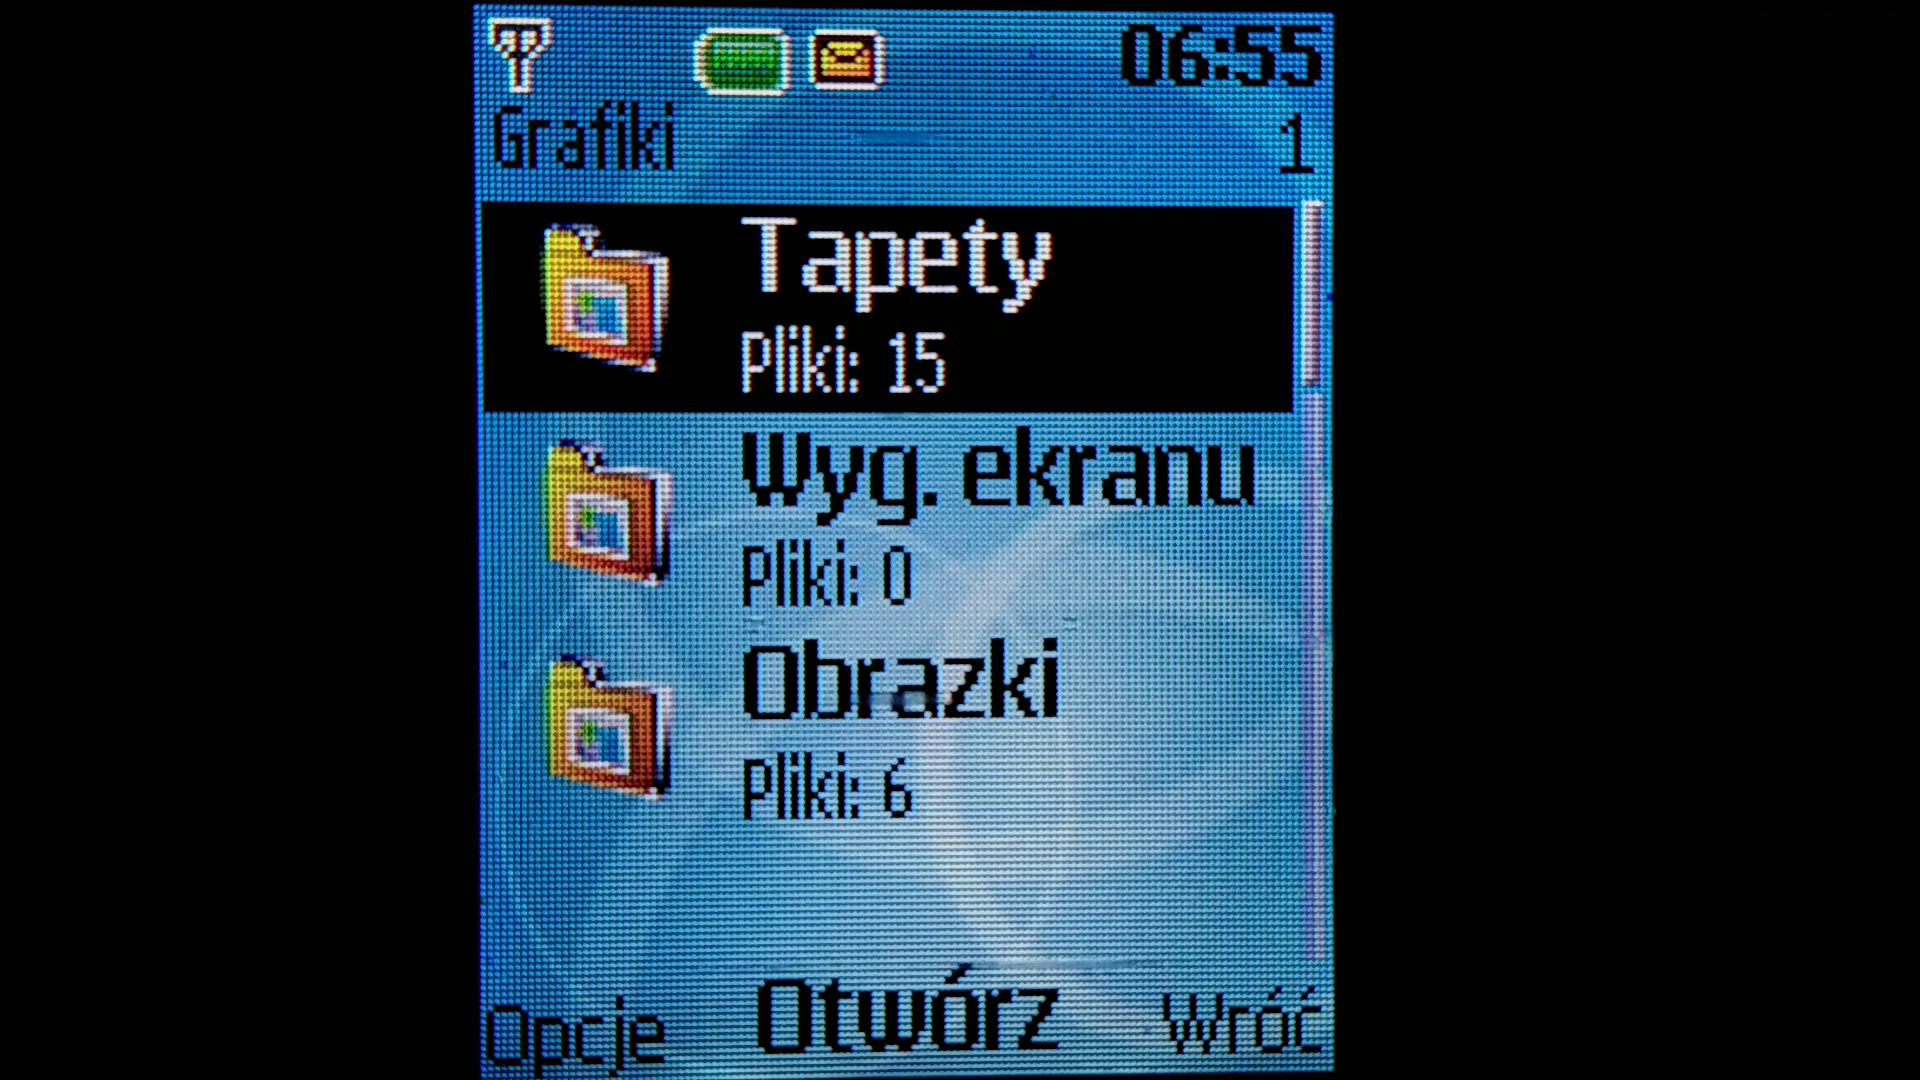 06:55
Grafiki
1
Tapety
Pliki: 15
Wyg. ekranu
Pliki: 0
Obrazki
Pliki: 6
Opcje
Otwórz
Wróć